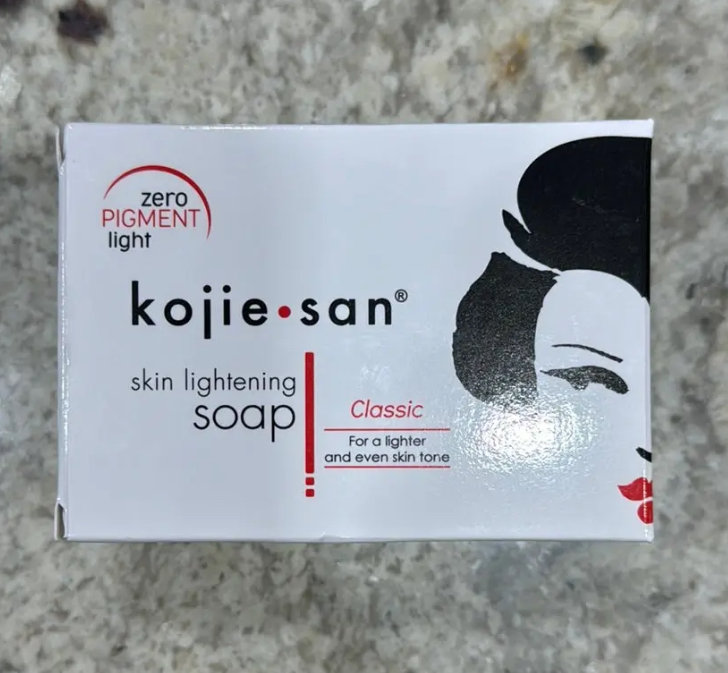 zero
PIGMENT
light
kojie•san®
skin lightening
soap
Classic
For a lighter
and even skin tone